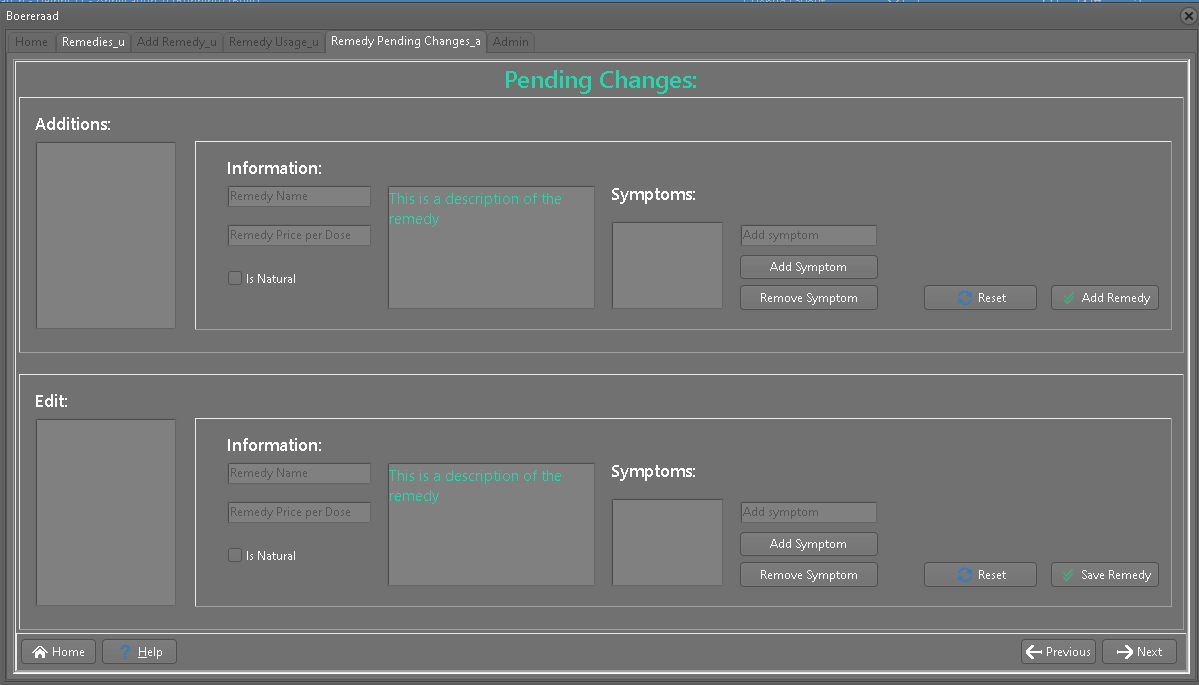 Boereraad
Home Remedies_u Add Remedy_u Remedy Usage_u Remedy Pending Changes_a Admin
Pending Changes:
Additions:
Information:
Remedy Name
Remedy Price per Dose
Is Natural
This is a description of the
remedy
Symptoms:
Add symptom
Add Symptom
Remove Symptom
Reset
Add Remedy
Edit:
Information:
Remedy Name
Remedy Price per Dose
Is Natural
This is a description of the
remedy
Symptoms:
Add symptom
Add Symptom
Remove Symptom
Reset
Save Remedy
Home
Help
Previous
Next